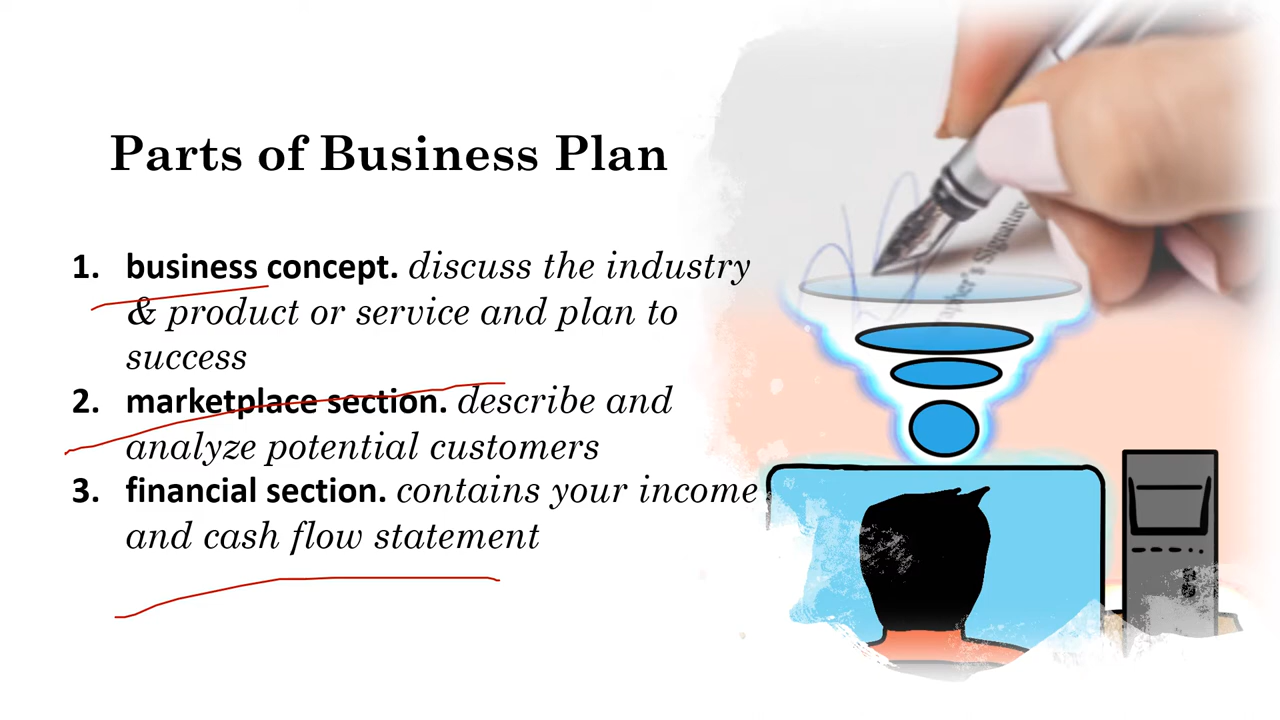 Parts of Business Plan
1. business concept. discuss the industry
& product or service and plan to
success
2. marketplace section. describe and
analyze potential customers
3. financial section. contains your income
and cash flow statement
Signature